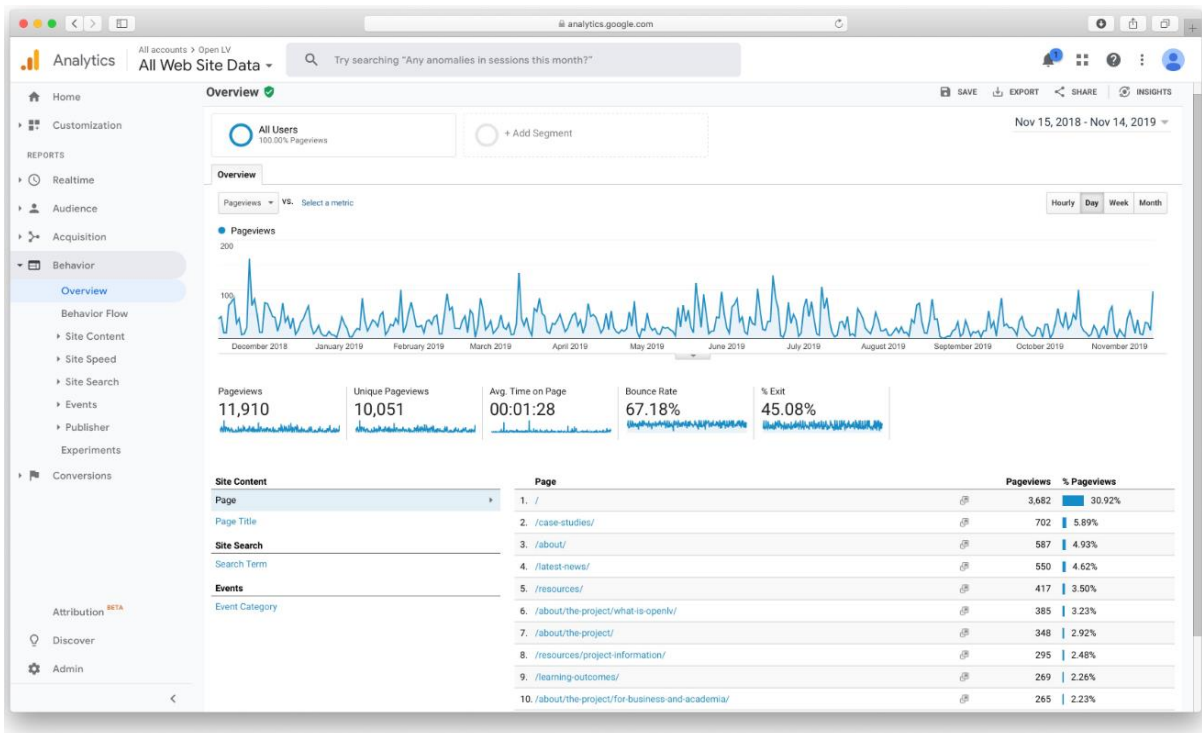 analytics.google.com
Analytics
All accounts > Open LV
All Web Site Data
Try searching "Any anomalies in sessions this month?"
1
Home
Customization
REPORTS
Realtime
Audience
Acquisition
Behavior
Overview
Behavior Flow
Site Content
Site Speed
Site Search
Events
Publisher
Experiments
Conversions
Attribution BETA
Discover
Admin
Overview
SAVE
EXPORT
SHARE
INSIGHTS
All Users
100.00% Pageviews
+ Add Segment
Nov 15, 2018 - Nov 14, 2019
Overview
Pageviews VS. Select a metric
Hourly Day Week Month
Pageviews
200
100
December 2018 January 2019 February 2019 March 2019 April 2019 May 2019 June 2019 July 2019 August 2019 September 2019 October 2019 November 2019
Pageviews Unique Pageviews Avg. Time on Page Bounce Rate % Exit
11,910 10,051 00:01:28 67.18% 45.08%
Site Content
Page
Page Title
Site Search
Search Term
Events
Event Category
Page Pageviews % Pageviews
1. / 3,682 30.92%
2. /case-studies/ 702 5.89%
3. /about/ 587 4.93%
4. /latest-news/ 550 4.62%
5. /resources/ 417 3.50%
6. /about/the-project/what-is-openlv/ 385 3.23%
7. /about/the-project/ 348 2.92%
8. /resources/project-information/ 295 2.48%
9. /learning-outcomes/ 269 2.26%
10. /about/the-project/for-business-and-academia/ 265 2.23%